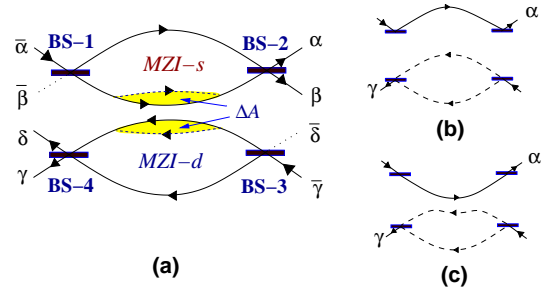 ᾱ BS−1 BS−2 α
MZI−s
β̄ β
ΔA
δ δ̄
MZI−d
γ BS−4 BS−3 γ̄
(a)
α
γ
(b)
α
γ
(c)